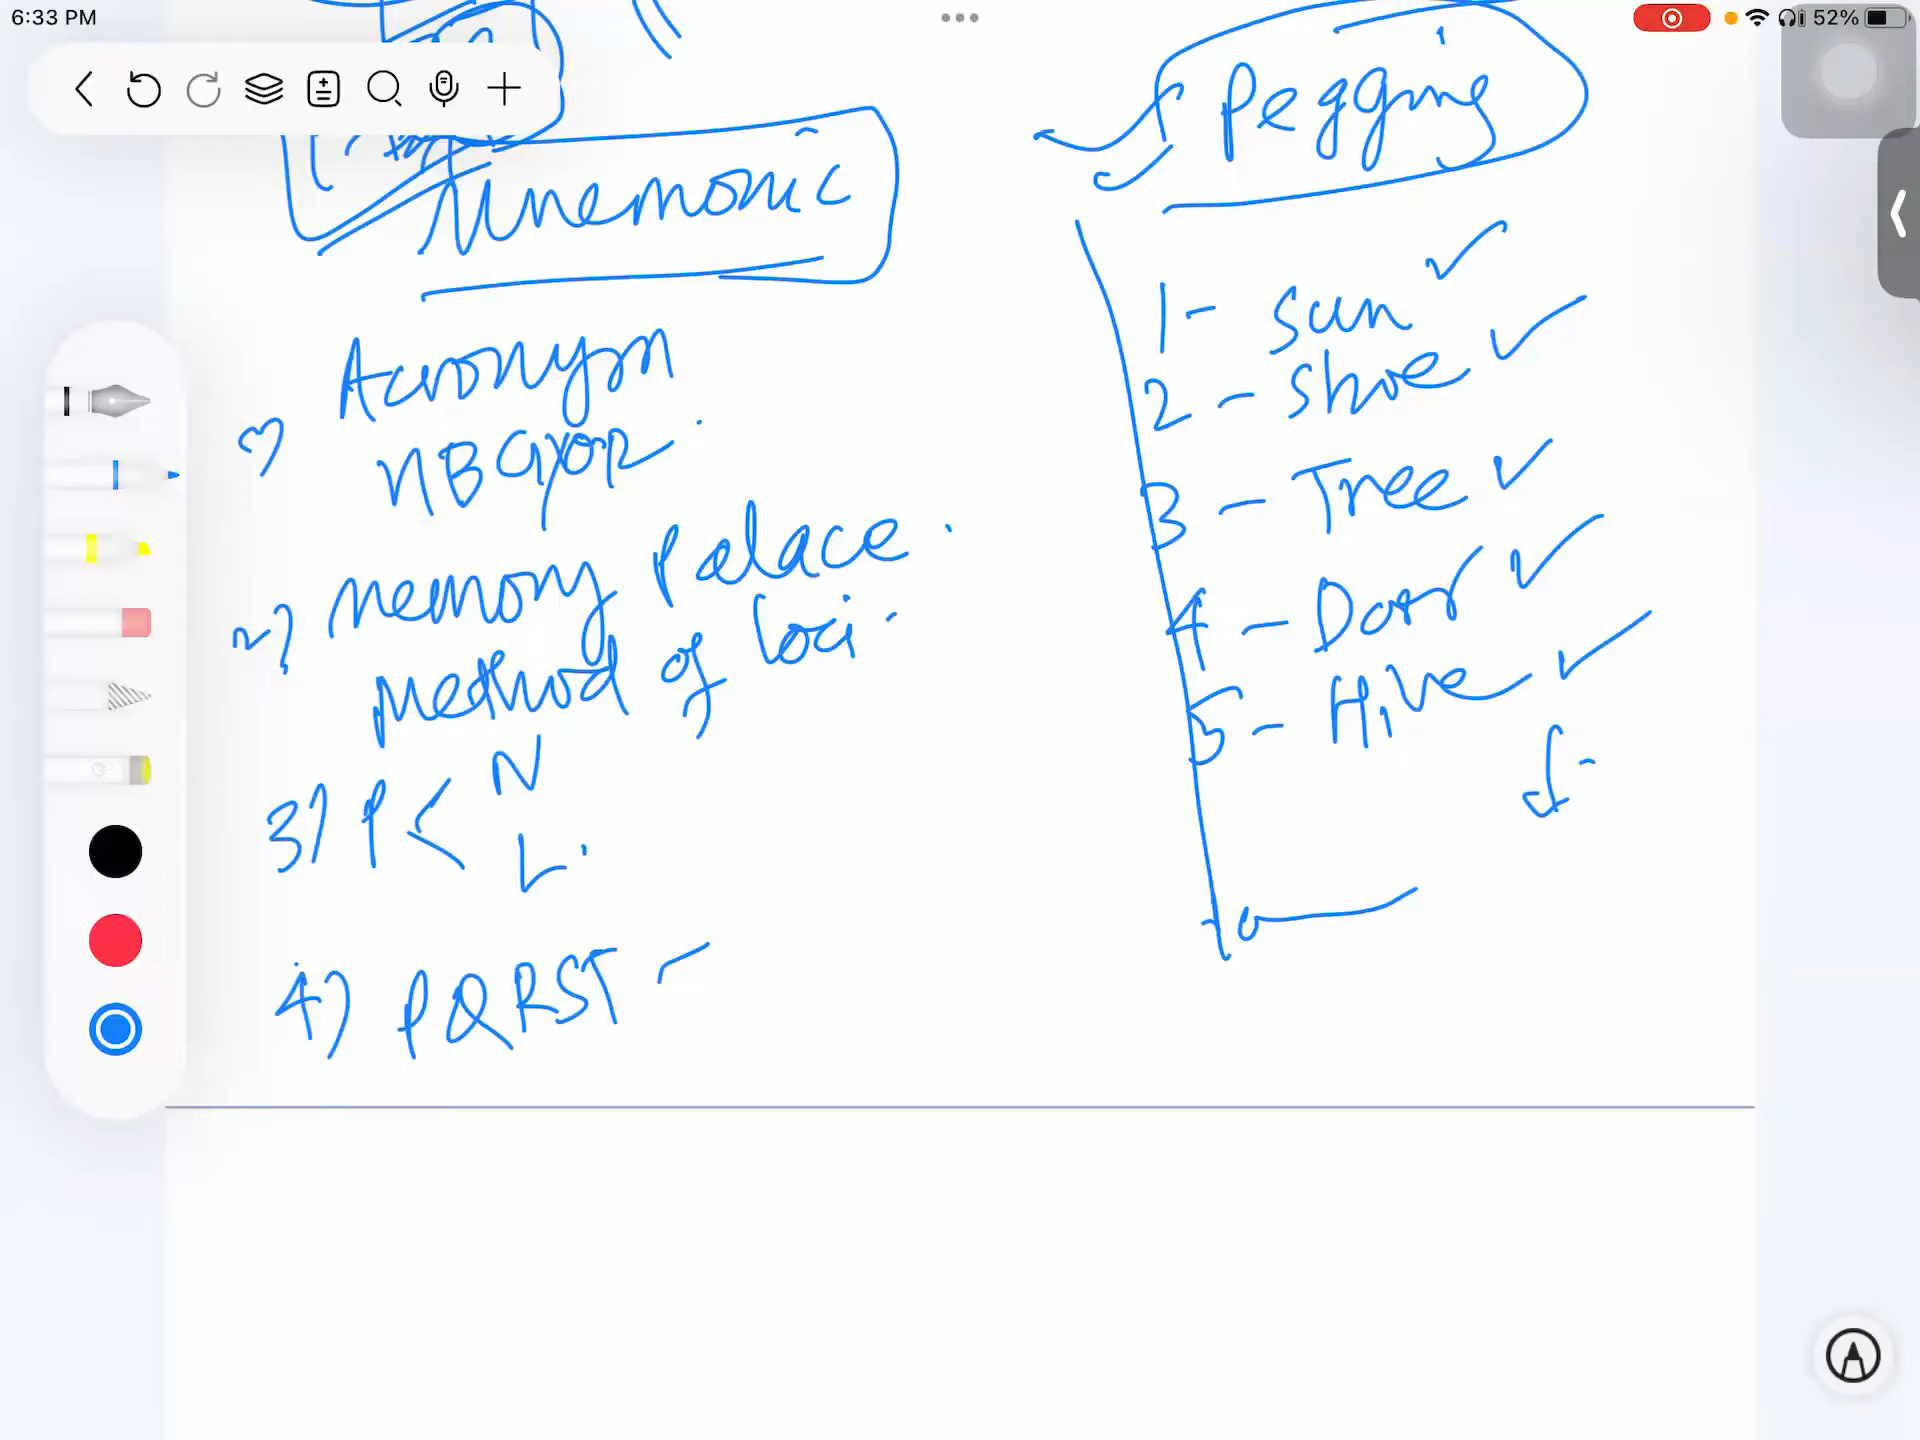 6:33 PM
52%
Mnemonic
1) Acronym
NBGYOR.
2) Memory Palace.
Method of loci.
3) P < N
L.
4) PQRST -
Pegging
1- Sun ✓
2 - Shoe ✓
3 - Tree ✓
4 - Door ✓
5 - Hive ✓
10